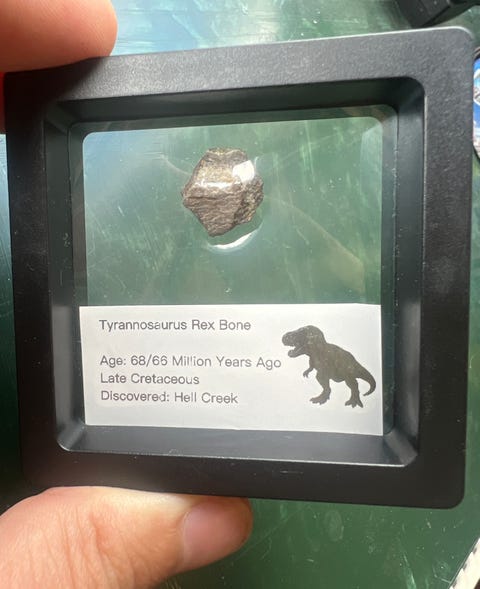 Tyrannosaurus Rex Bone
Age: 68/66 Million Years Ago
Late Cretaceous
Discovered: Hell Creek